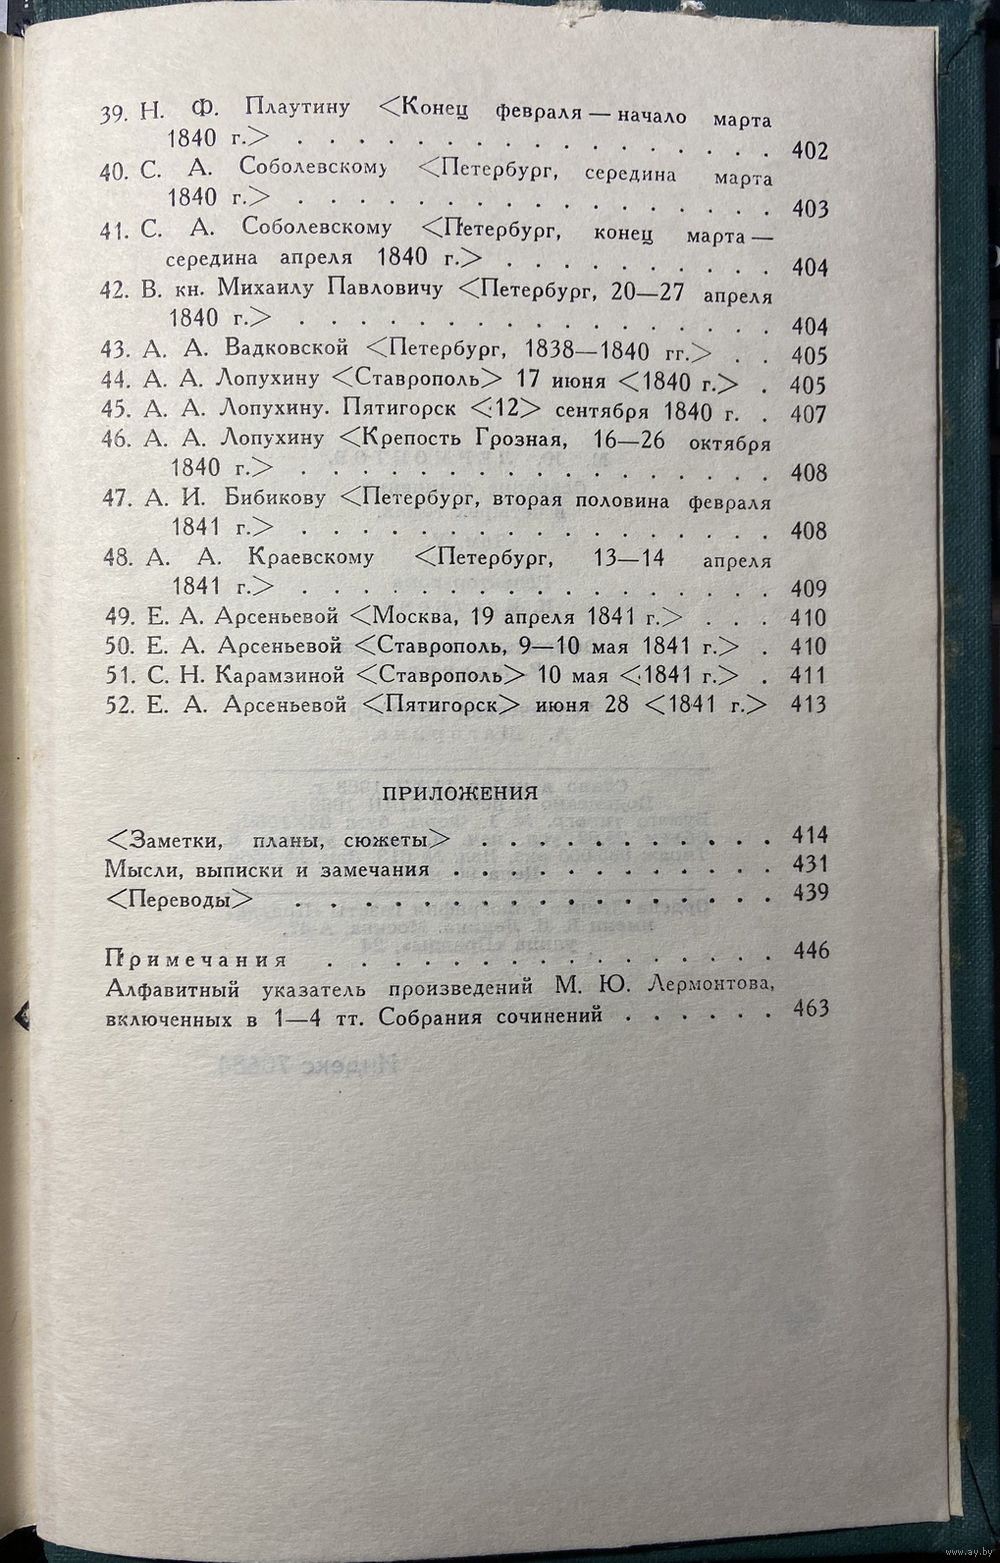 39. Н. Ф. Плаутину <Конец февраля — начало марта
1840 г.> . . . . . . . . . . . . . . . . 402
40. С. А. Соболевскому <Петербург, середина марта
1840 г.> . . . . . . . . . . . . . . . . 403
41. С. А. Соболевскому <Петербург, конец марта —
середина апреля 1840 г.> . . . . . . . . . 404
42. В. кн. Михаилу Павловичу <Петербург, 20—27 апреля
1840 г.> . . . . . . . . . . . . . . . . 404
43. А. А. Вадковской <Петербург, 1838—1840 гг.> . . 405
44. А. А. Лопухину <Ставрополь> 17 июня <1840 г.> . 405
45. А. А. Лопухину. Пятигорск <12> сентября 1840 г. . 407
46. А. А. Лопухину <Крепость Грозная, 16—26 октября
1840 г.> . . . . . . . . . . . . . . . . 408
47. А. И. Бибикову <Петербург, вторая половина февраля
1841 г.> . . . . . . . . . . . . . . . . 408
48. А. А. Краевскому <Петербург, 13—14 апреля
1841 г.> . . . . . . . . . . . . . . . . 409
49. Е. А. Арсеньевой <Москва, 19 апреля 1841 г.> . . . 410
50. Е. А. Арсеньевой <Ставрополь, 9—10 мая 1841 г.> . 410
51. С. Н. Карамзиной <Ставрополь> 10 мая <1841 г.> . 411
52. Е. А. Арсеньевой <Пятигорск> июня 28 <1841 г.> 413
ПРИЛОЖЕНИЯ
<Заметки, планы, сюжеты> . . . . . . . . . . 414
Мысли, выписки и замечания . . . . . . . . . . . 431
<Переводы> . . . . . . . . . . . . . . . . 439
Примечания . . . . . . . . . . . . . . . 446
Алфавитный указатель произведений М. Ю. Лермонтова,
включенных в 1—4 тт. Собрания сочинений . . . . . . 463
www.ay.by